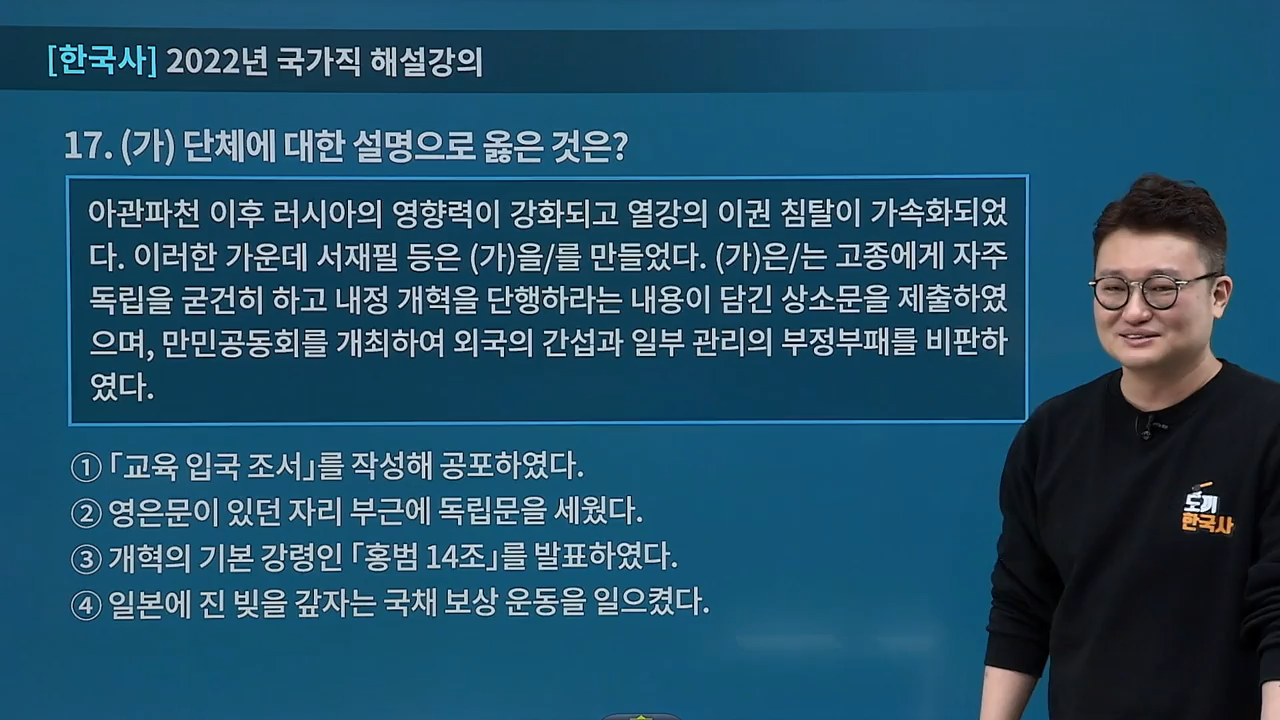 [한국사] 2022년 국가직 해설강의
17. (가) 단체에 대한 설명으로 옳은 것은?
아관파천 이후 러시아의 영향력이 강화되고 열강의 이권 침탈이 가속화되었
다. 이러한 가운데 서재필 등은 (가)을/를 만들었다. (가)은/는 고종에게 자주
독립을 굳건히 하고 내정 개혁을 단행하라는 내용이 담긴 상소문을 제출하였
으며, 만민공동회를 개최하여 외국의 간섭과 일부 관리의 부정부패를 비판하
였다.
① 「교육 입국 조서」를 작성해 공포하였다.
② 영은문이 있던 자리 부근에 독립문을 세웠다.
③ 개혁의 기본 강령인 「홍범 14조」를 발표하였다.
④ 일본에 진 빚을 갚자는 국채 보상 운동을 일으켰다.
도끼
한국사